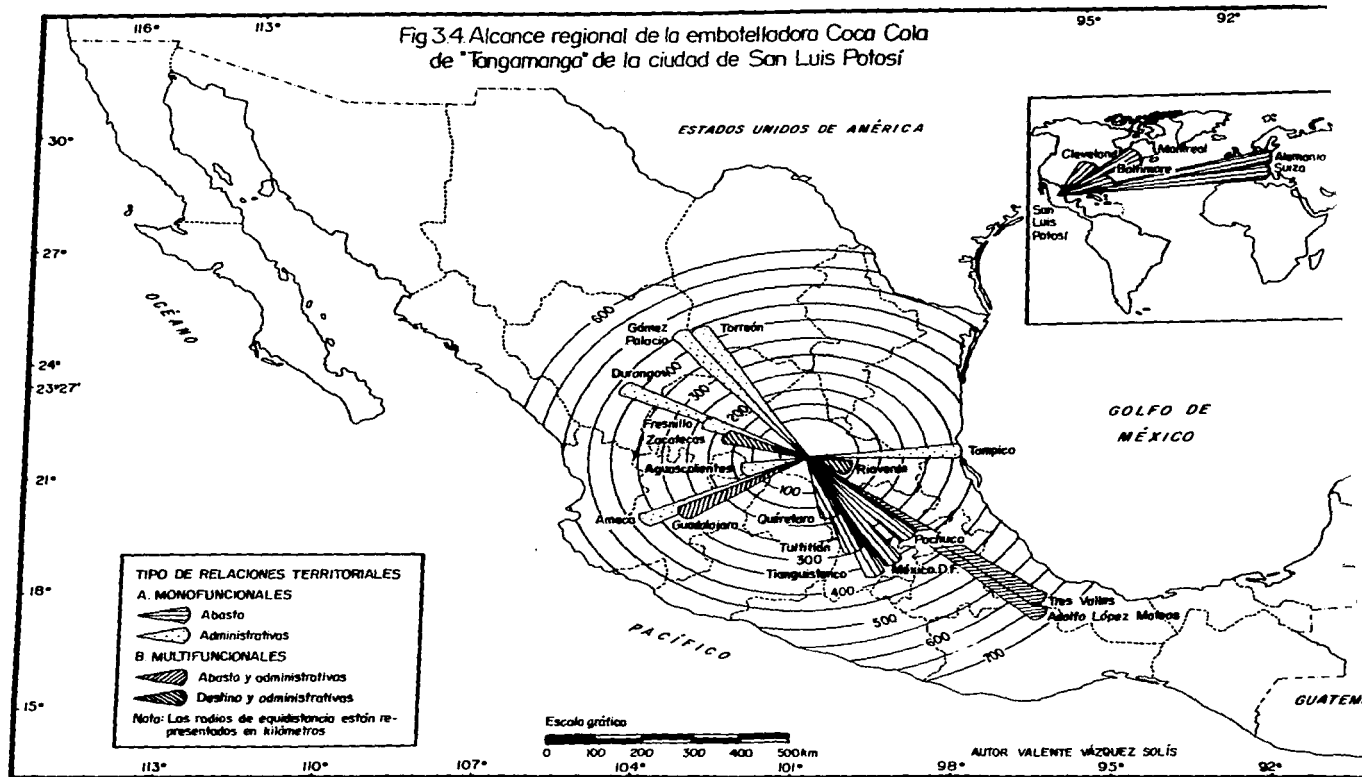 116°
113°
95°
92°
Fig 3.4. Alcance regional de la embotelladora Coca Cola
de "Tangamanga" de la ciudad de San Luis Potosí
ESTADOS UNIDOS DE AMÉRICA
30°
27°
24°
23°27'
21°
18°
15°
Cleveland
Montreal
Baltimore
Alemania
Suiza
San
Luis
Potosí
OCÉANO
PACÍFICO
GOLFO DE
MÉXICO
600
Gómez
Palacio
Torreón
Durango
400
300
200
Fresnillo
Zacatecas
Aguascalientes
Tampico
Rioverde
100
Ameca
Guadalajara
Querétaro
Pachuca
Tultitlán
300
México D.F.
Tianguistenco
400
Tres Valles
Adolfo López Mateos
500
600
700
TIPO DE RELACIONES TERRITORIALES
A. MONOFUNCIONALES
Abasto
Administrativas
B. MULTIFUNCIONALES
Abasto y administrativas
Destino y administrativas
Nota: Los radios de equidistancia están re-
presentados en kilómetros
Escala gráfica
0 100 200 300 400 500km
GUATEM
AUTOR VALENTE VÁZQUEZ SOLÍS
113°
110°
107°
104°
101°
98°
95°
92°